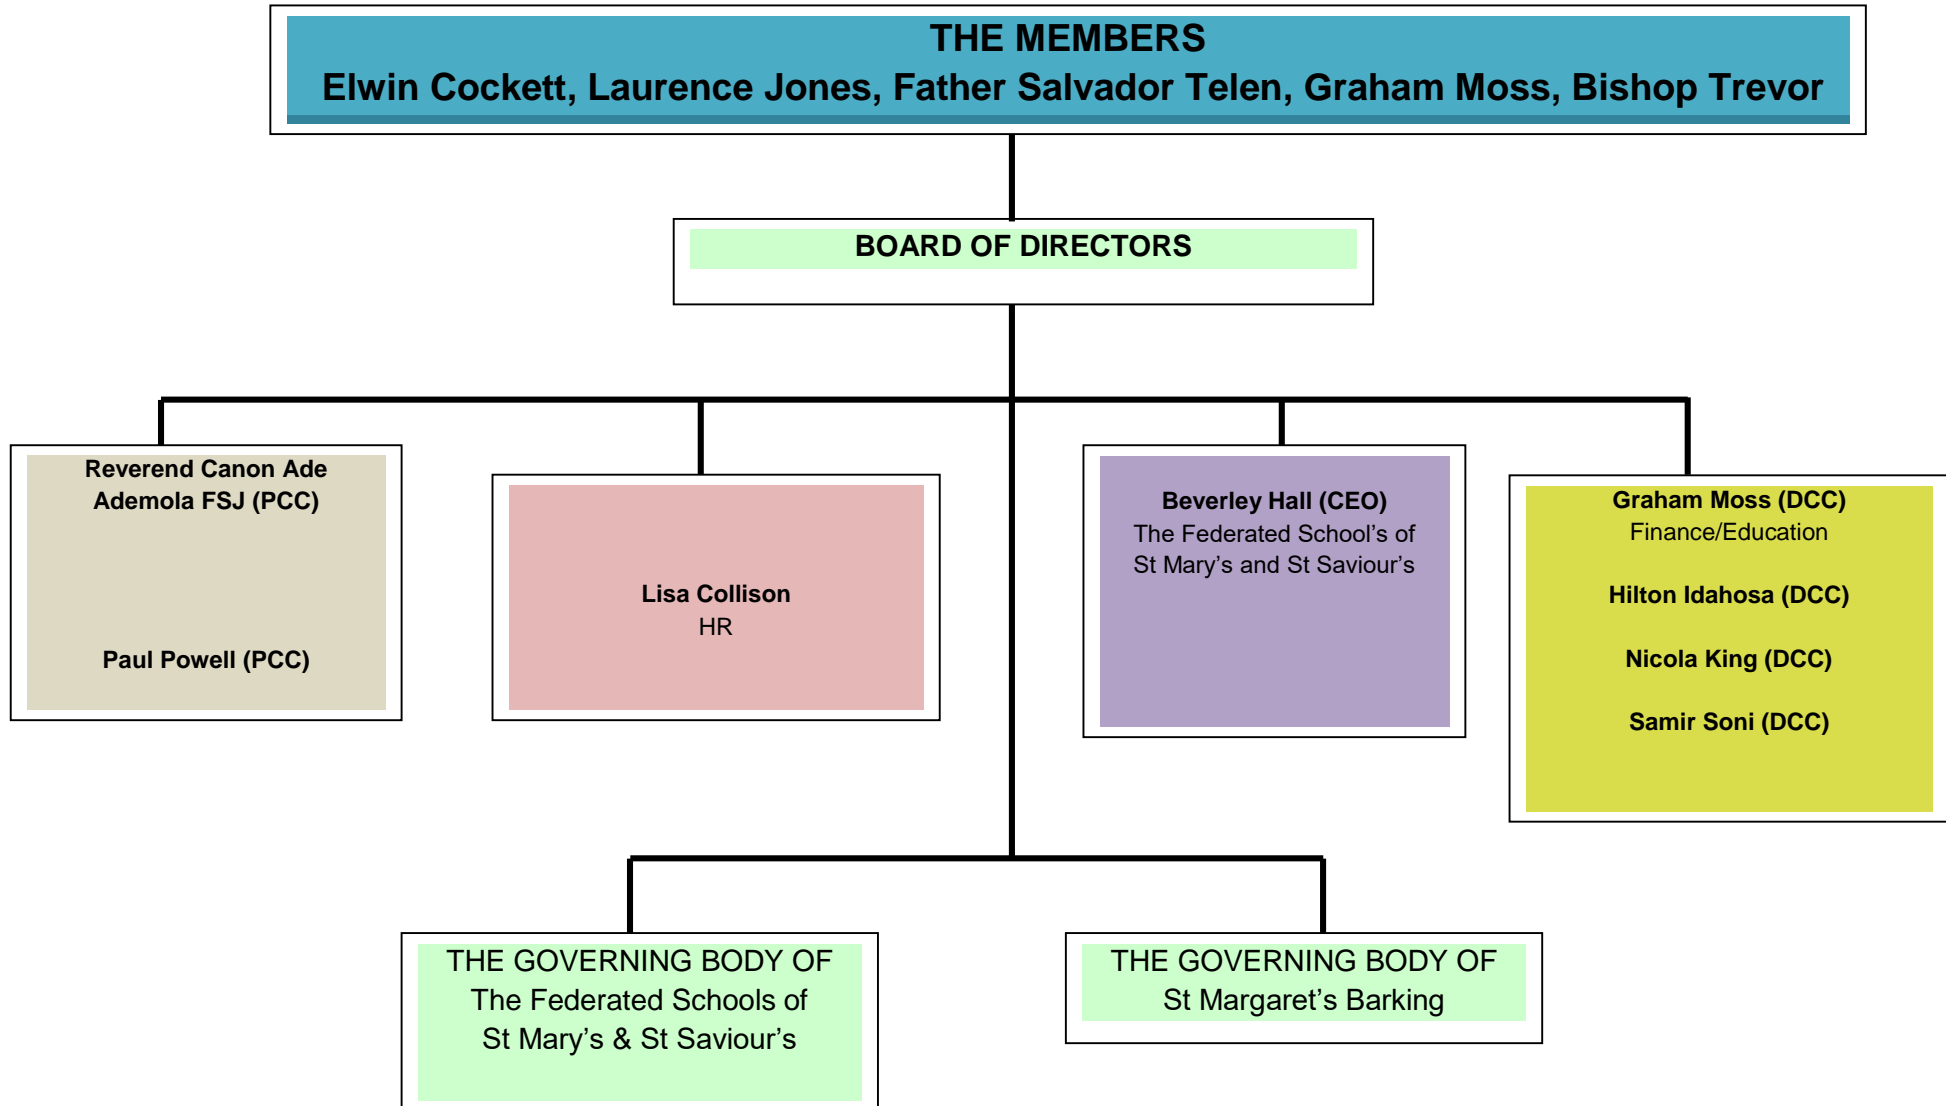 THE MEMBERS
Elwin Cockett, Laurence Jones, Father Salvador Telen, Graham Moss, Bishop Trevor
BOARD OF DIRECTORS
Reverend Canon Ade
Ademola FSJ (PCC)
Paul Powell (PCC)
Lisa Collison
HR
Beverley Hall (CEO)
The Federated School’s of
St Mary’s and St Saviour’s
Graham Moss (DCC)
Finance/Education
Hilton Idahosa (DCC)
Nicola King (DCC)
Samir Soni (DCC)
THE GOVERNING BODY OF
The Federated Schools of
St Mary’s & St Saviour’s
THE GOVERNING BODY OF
St Margaret’s Barking